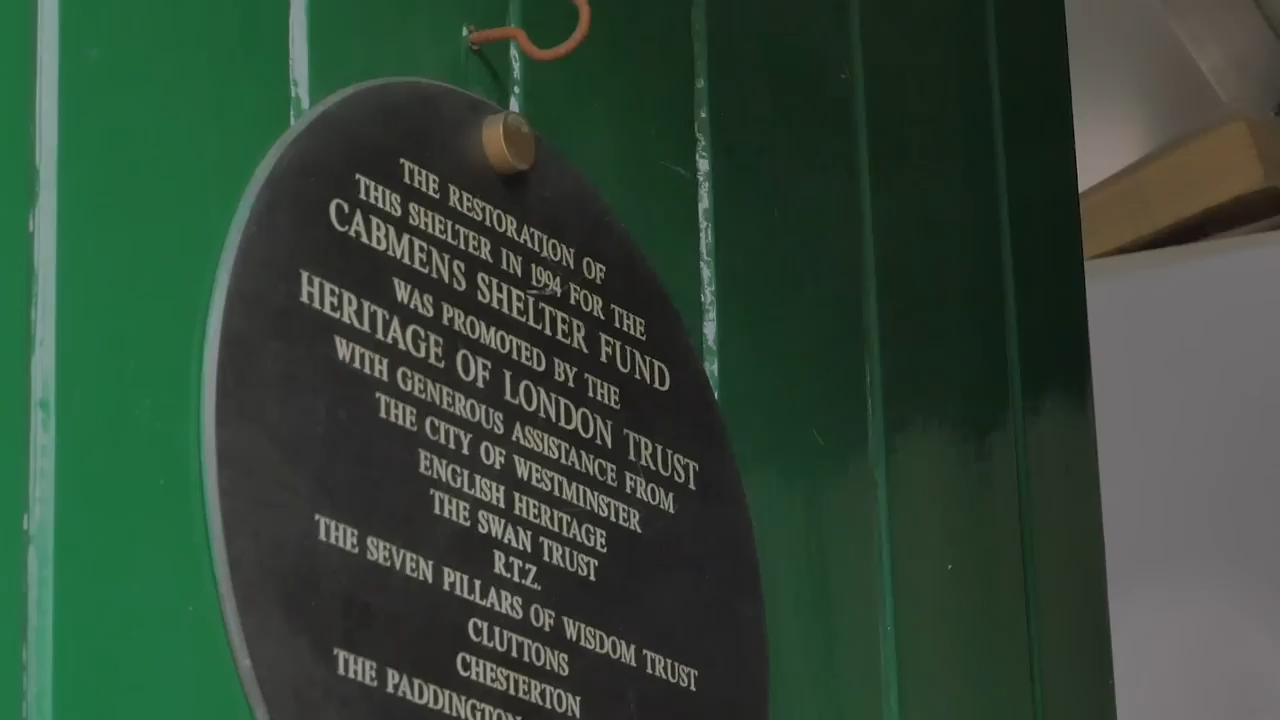 THE RESTORATION OF
THIS SHELTER IN 1994 FOR THE
CABMENS SHELTER FUND
WAS PROMOTED BY THE
HERITAGE OF LONDON TRUST
WITH GENEROUS ASSISTANCE FROM
THE CITY OF WESTMINSTER
ENGLISH HERITAGE
THE SWAN TRUST
R.T.Z.
THE SEVEN PILLARS OF WISDOM TRUST
CLUTTONS
CHESTERTON
THE PADDINGTON